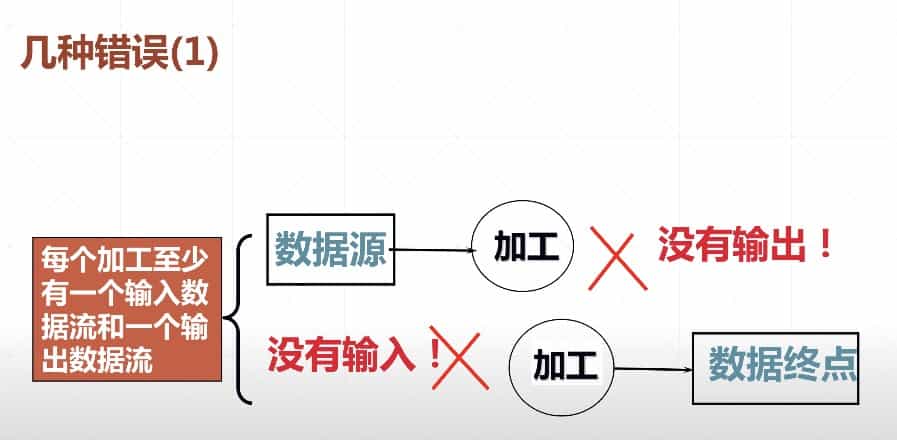 几种错误(1)
每个加工至少
有一个输入数
据流和一个输
出数据流
数据源
加工
没有输出！
没有输入！
加工
数据终点